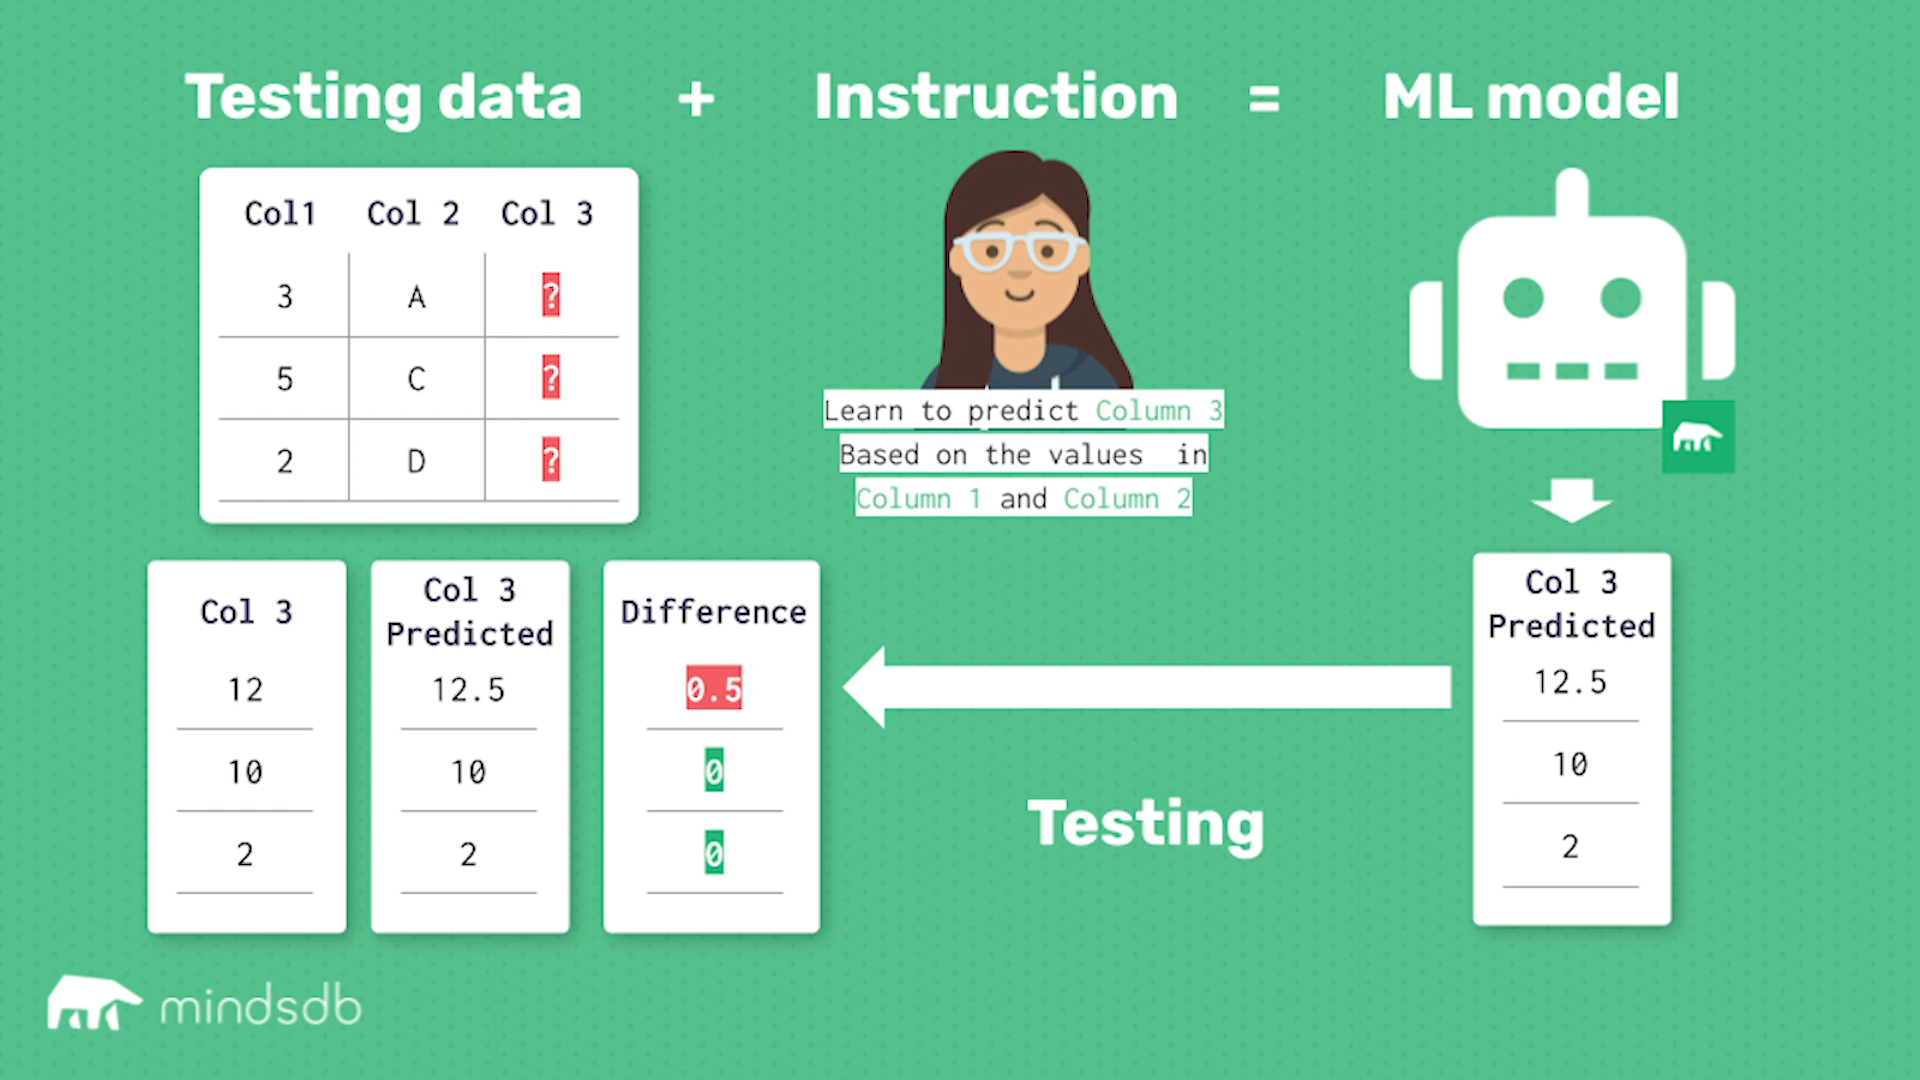 Testing data + Instruction = ML model
Col1 Col 2 Col 3
3 A ?
5 C ?
2 D ?
Learn to predict Column 3
Based on the values in
Column 1 and Column 2
Col 3
12
10
2
Col 3
Predicted
12.5
10
2
Difference
0.5
0
0
Testing
Col 3
Predicted
12.5
10
2
mindsdb